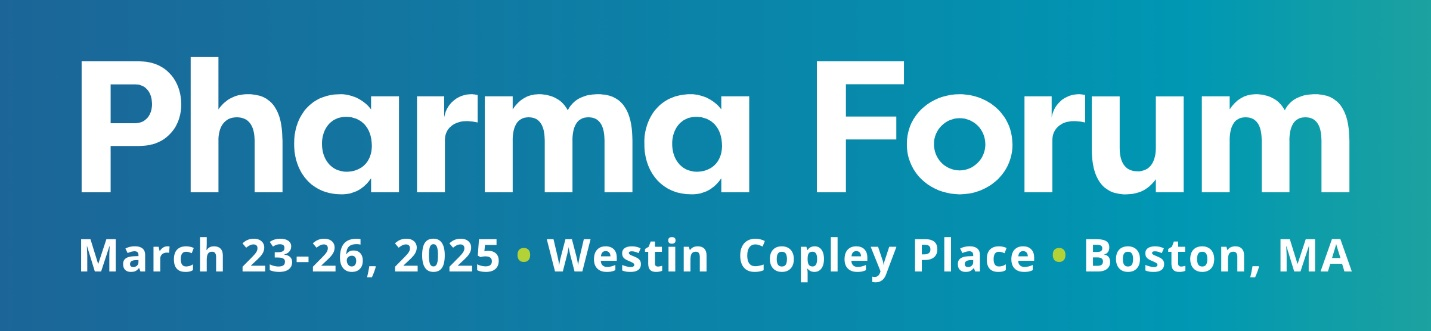 Pharma Forum
March 23-26, 2025 • Westin Copley Place • Boston, MA